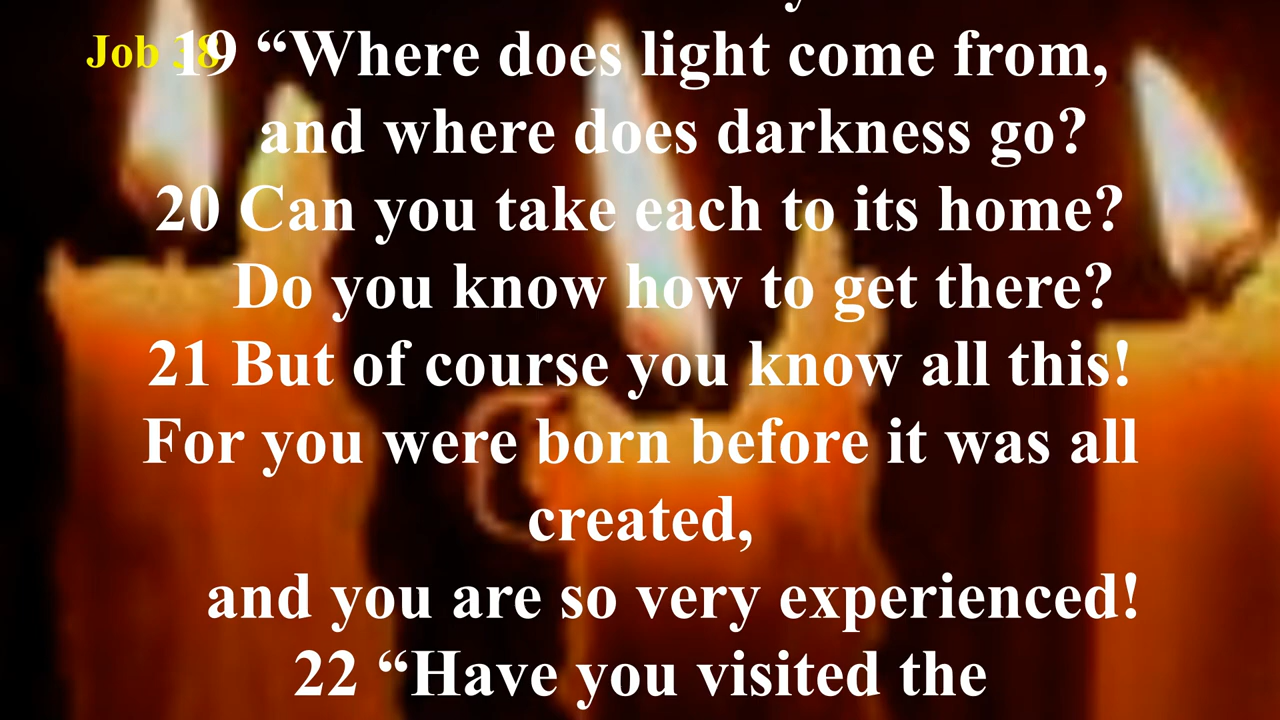 Job 38
19 “Where does light come from,
and where does darkness go?
20 Can you take each to its home?
Do you know how to get there?
21 But of course you know all this!
For you were born before it was all
created,
and you are so very experienced!
22 “Have you visited the